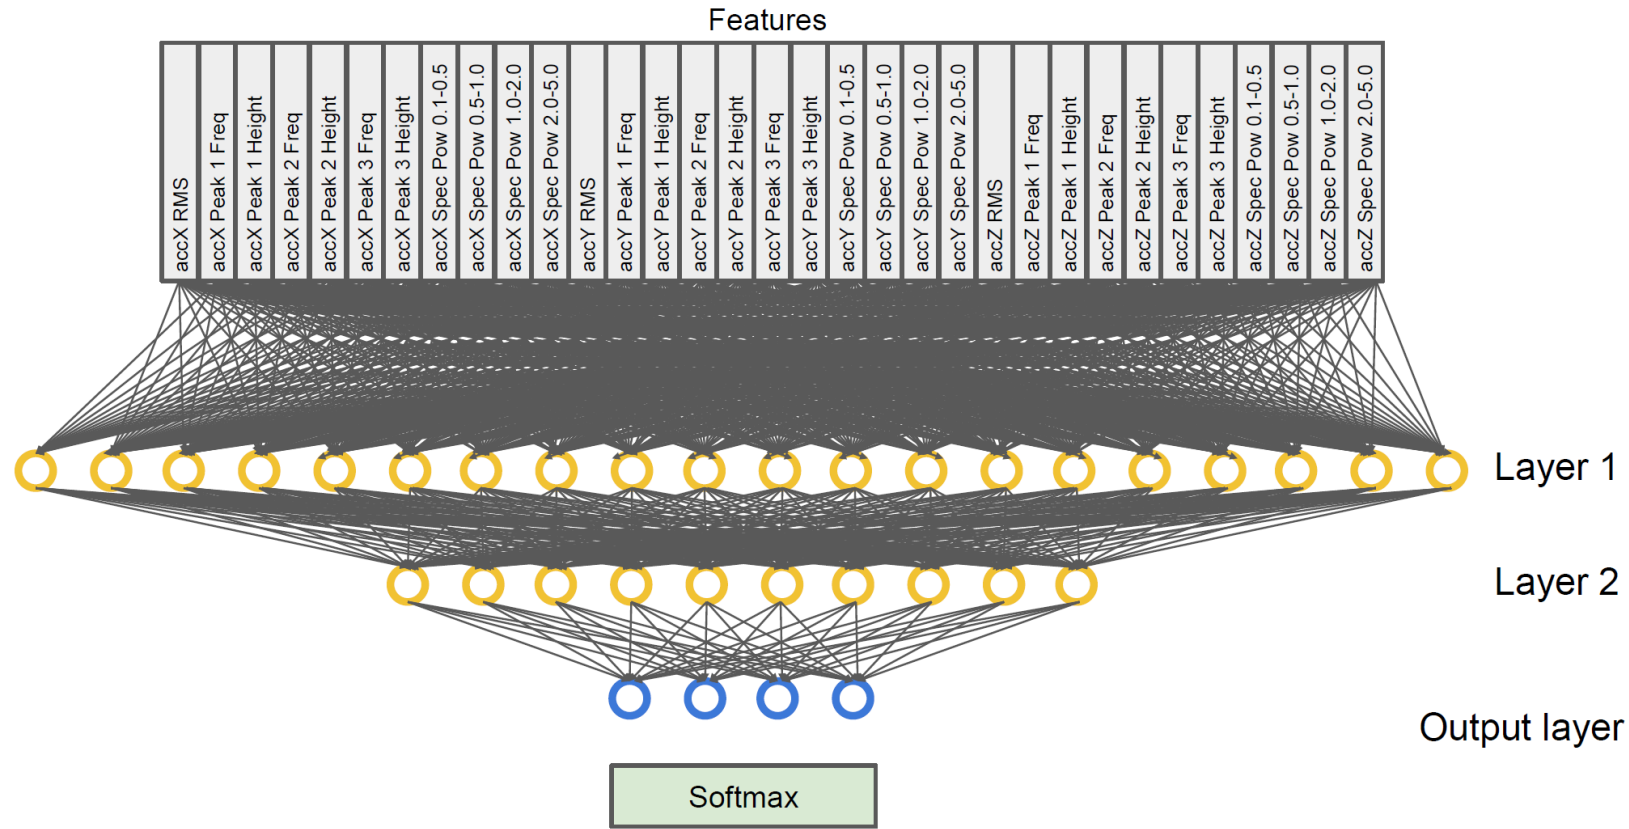 Features
accX RMS
accX Peak 1 Freq
accX Peak 1 Height
accX Peak 2 Freq
accX Peak 2 Height
accX Peak 3 Freq
accX Peak 3 Height
accX Spec Pow 0.1-0.5
accX Spec Pow 0.5-1.0
accX Spec Pow 1.0-2.0
accX Spec Pow 2.0-5.0
accY RMS
accY Peak 1 Freq
accY Peak 1 Height
accY Peak 2 Freq
accY Peak 2 Height
accY Peak 3 Freq
accY Peak 3 Height
accY Spec Pow 0.1-0.5
accY Spec Pow 0.5-1.0
accY Spec Pow 1.0-2.0
accY Spec Pow 2.0-5.0
accZ RMS
accZ Peak 1 Freq
accZ Peak 1 Height
accZ Peak 2 Freq
accZ Peak 2 Height
accZ Peak 3 Freq
accZ Peak 3 Height
accZ Spec Pow 0.1-0.5
accZ Spec Pow 0.5-1.0
accZ Spec Pow 1.0-2.0
accZ Spec Pow 2.0-5.0
Layer 1
Layer 2
Output layer
Softmax